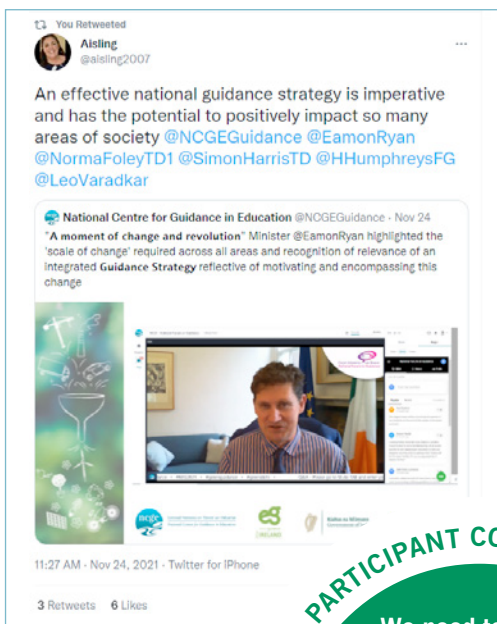 You Retweeted
Aisling
@aisling2007
An effective national guidance strategy is imperative
and has the potential to positively impact so many
areas of society @NCGEGuidance @EamonRyan
@NormaFoleyTD1 @SimonHarrisTD @HHumphreysFG
@LeoVaradkar
National Centre for Guidance in Education @NCGEGuidance · Nov 24
"A moment of change and revolution" Minister @EamonRyan highlighted the
'scale of change' required across all areas and recognition of relevance of an
integrated Guidance Strategy reflective of motivating and encompassing this
change
ncge
IRELAND
11:27 AM · Nov 24, 2021 · Twitter for iPhone
3 Retweets 6 Likes
PARTICIPANT CO
We need to